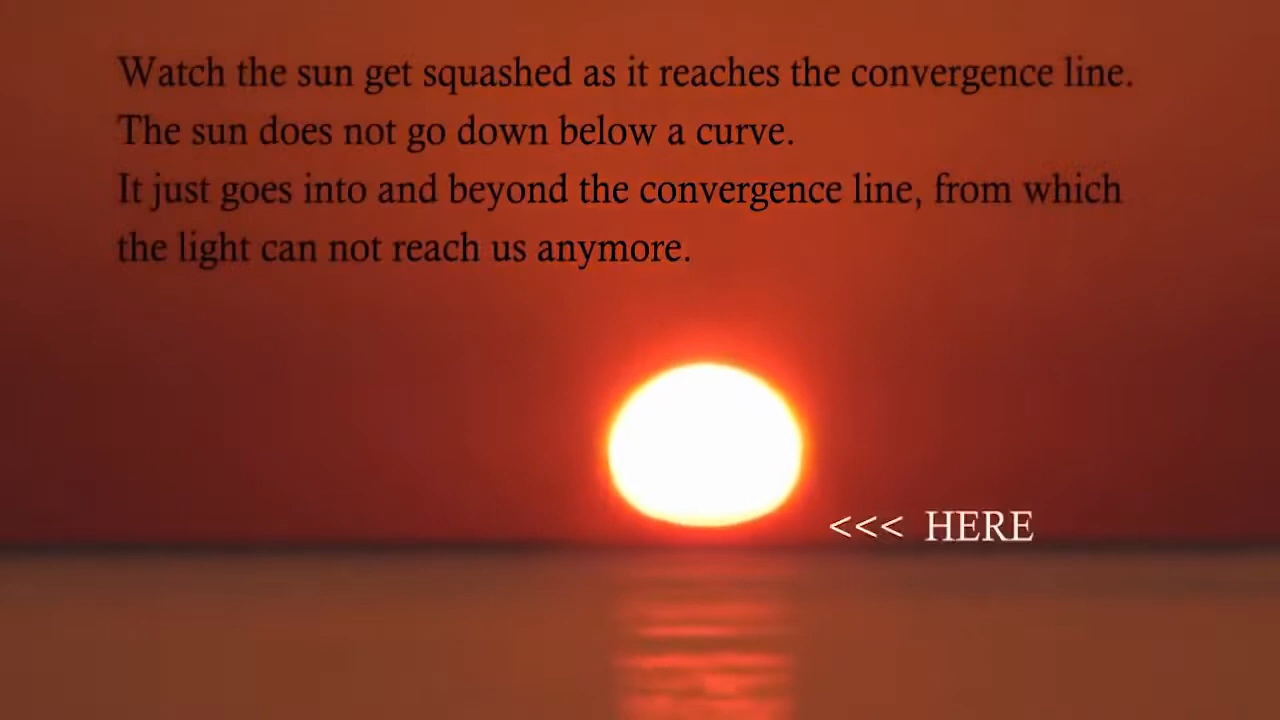 Watch the sun get squashed as it reaches the convergence line.
The sun does not go down below a curve.
It just goes into and beyond the convergence line, from which
the light can not reach us anymore.
<<< HERE